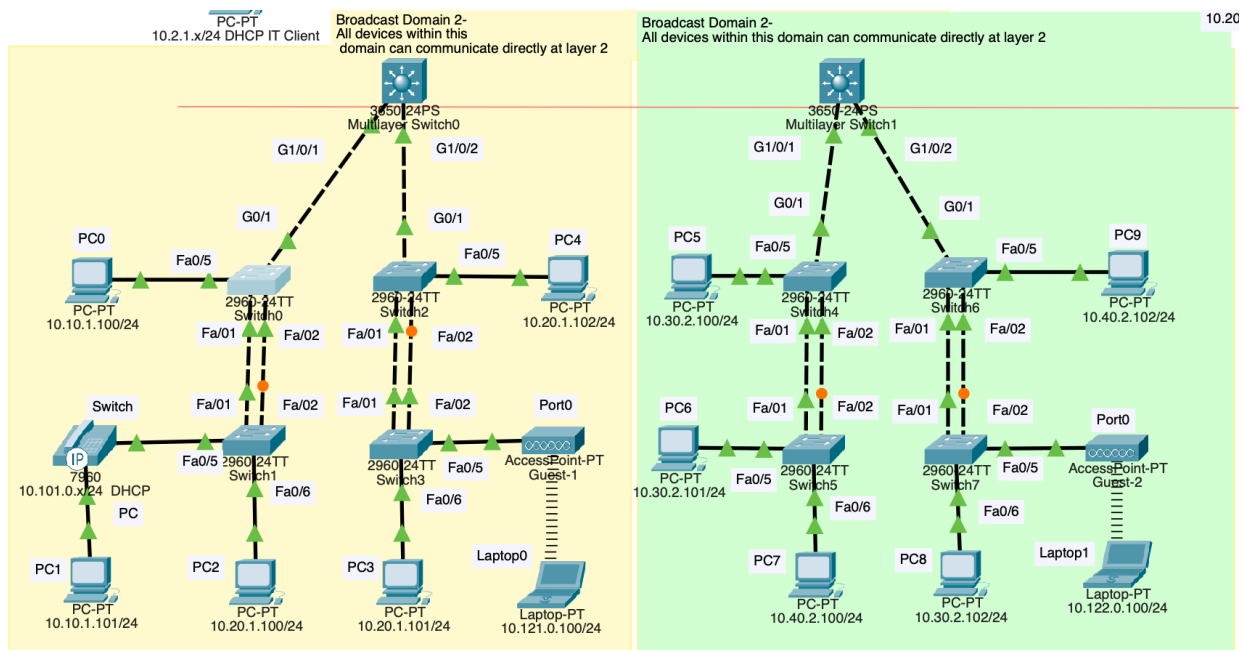 PC-PT
10.2.1.x/24 DHCP IT Client
Broadcast Domain 2-
All devices within this
domain can communicate directly at layer 2
Broadcast Domain 2-
All devices within this domain can communicate directly at layer 2
10.20
3650-24PS
Multilayer Switch0
3650-24PS
Multilayer Switch1
G1/0/1
G1/0/2
G1/0/1
G1/0/2
G0/1
G0/1
G0/1
G0/1
PC0
Fa0/5
PC4
Fa0/5
PC5
Fa0/5
PC9
Fa0/5
PC-PT
10.10.1.100/24
2960-24TT
Switch0
2960-24TT
Switch2
PC-PT
10.20.1.102/24
PC-PT
10.30.2.100/24
2960-24TT
Switch4
2960-24TT
Switch6
PC-PT
10.40.2.102/24
Fa/01
Fa/02
Fa/01
Fa/02
Fa/01
Fa/02
Fa/01
Fa/02
Switch
Fa/01
Fa/02
Fa/01
Fa/02
Port0
PC6
Fa/01
Fa/02
Fa/01
Fa/02
Port0
IP
7960
10.101.0.x/24 DHCP
Fa0/5
2960-24TT
Switch1
2960-24TT
Switch3
Fa0/5
AccessPoint-PT
Guest-1
PC-PT
10.30.2.101/24
Fa0/5
2960-24TT
Switch5
2960-24TT
Switch7
Fa0/5
AccessPoint-PT
Guest-2
PC
Fa0/6
Fa0/6
Fa0/6
Fa0/6
PC1
PC2
PC3
Laptop0
PC7
PC8
Laptop1
PC-PT
10.10.1.101/24
PC-PT
10.20.1.100/24
PC-PT
10.20.1.101/24
Laptop-PT
10.121.0.100/24
PC-PT
10.40.2.100/24
PC-PT
10.30.2.102/24
Laptop-PT
10.122.0.100/24